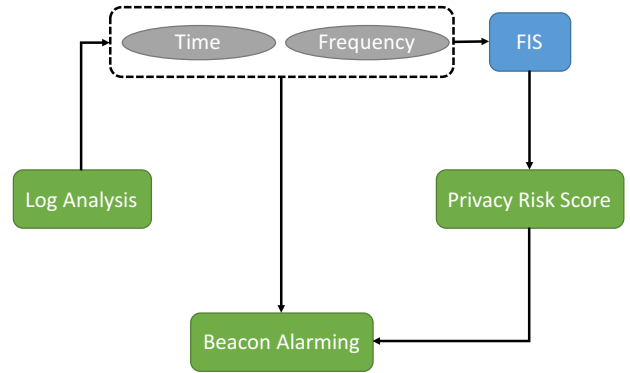 Time
Frequency
FIS
Log Analysis
Privacy Risk Score
Beacon Alarming